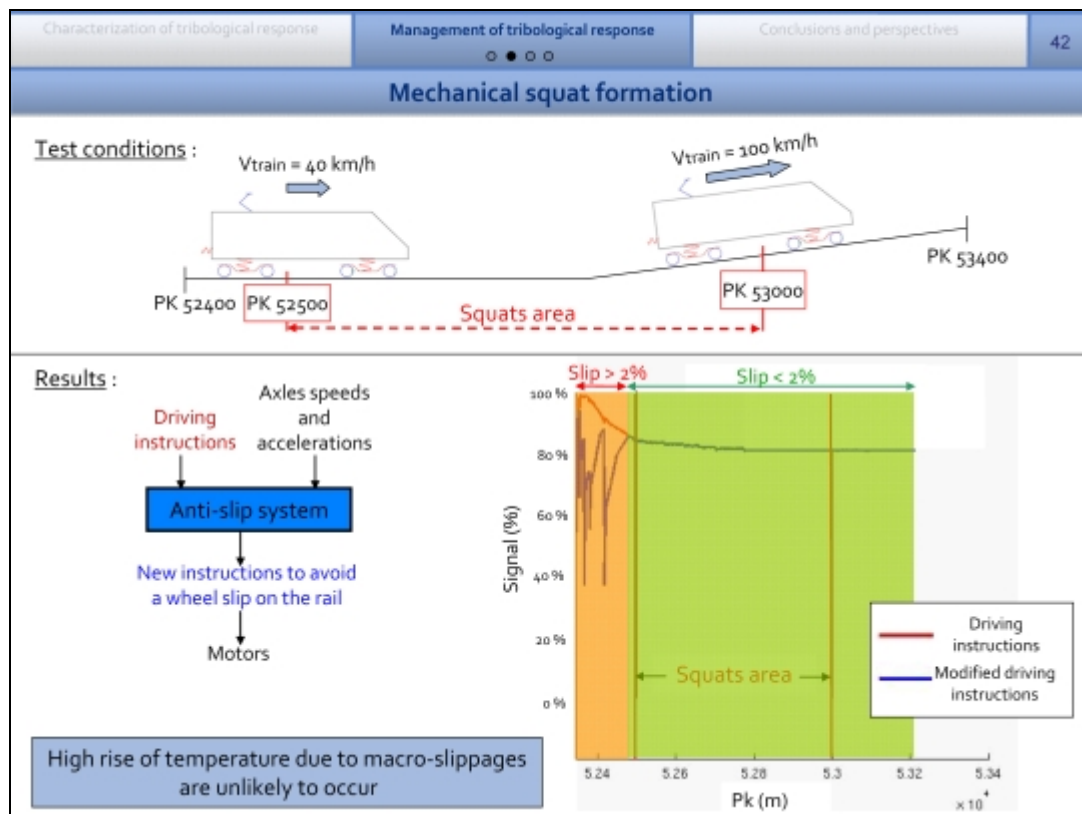 Characterization of tribological response
Management of tribological response
Conclusions and perspectives
42
Mechanical squat formation
Test conditions :
Vtrain = 40 km/h
Vtrain = 100 km/h
PK 52400
PK 52500
Squats area
PK 53000
PK 53400
Results :
Driving
instructions
Axles speeds
and
accelerations
Anti-slip system
New instructions to avoid
a wheel slip on the rail
Motors
High rise of temperature due to macro-slippages
are unlikely to occur
Slip > 2%
Slip < 2%
100 %
80 %
60 %
40 %
20 %
0 %
Signal (%)
Squats area
Driving
instructions
Modified driving
instructions
5.24
5.26
5.28
5.3
5.32
5.34
Pk (m)
× 10⁴